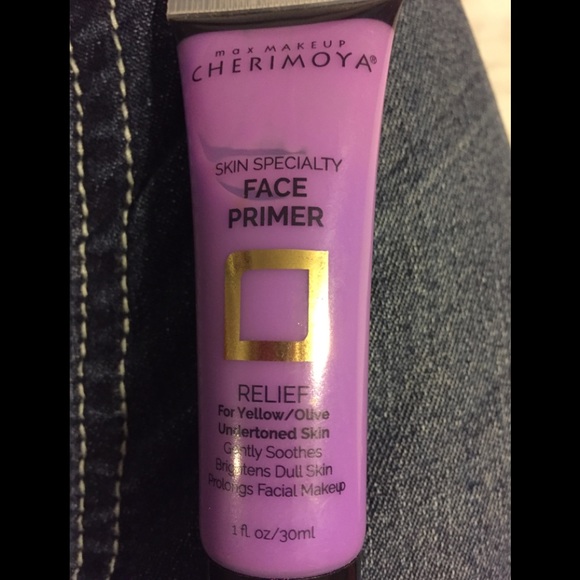 max MAKEUP
CHERIMOYA®
SKIN SPECIALTY
FACE
PRIMER
RELIEF
For Yellow/Olive
Undertoned Skin
Gently Soothes
Brightens Dull Skin
Prolongs Facial Makeup
1 fl. oz/30ml